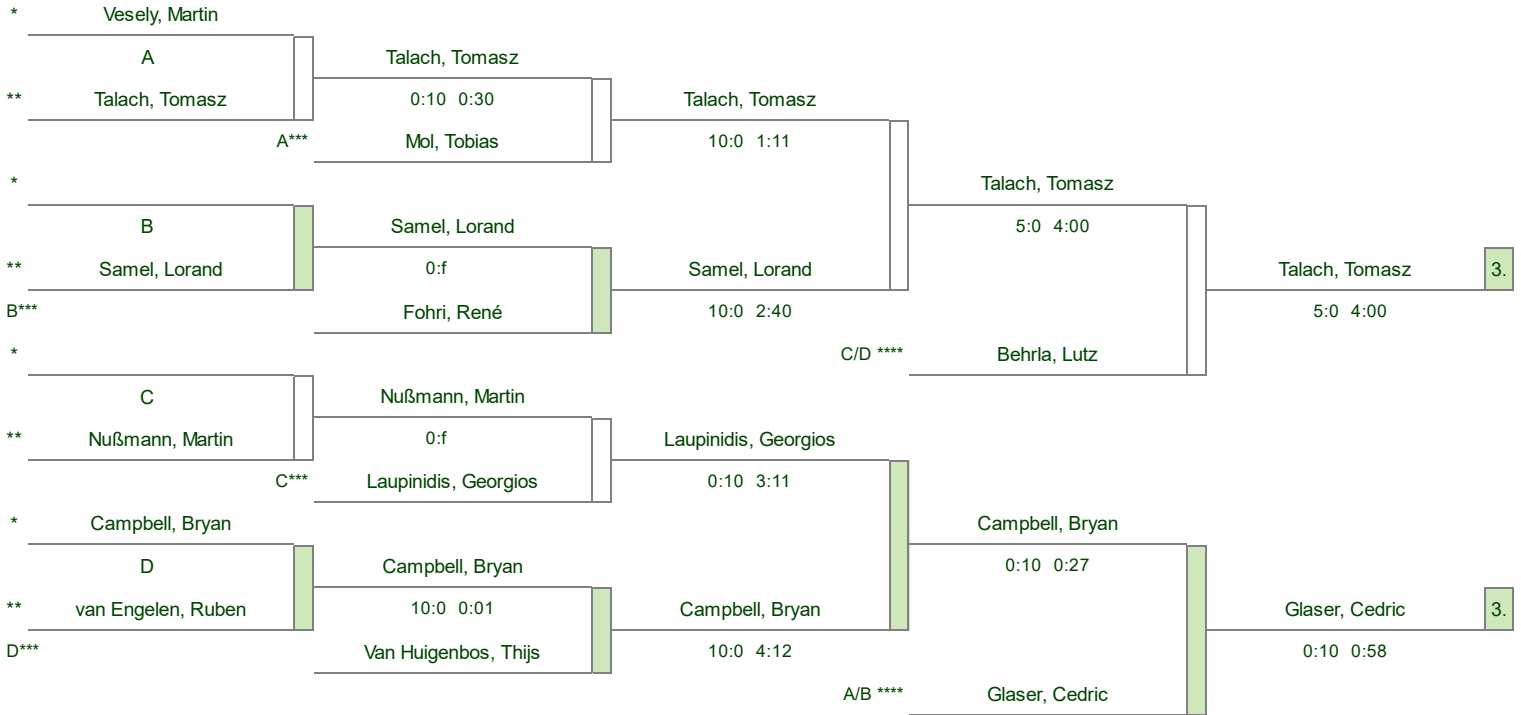 * Vesely, Martin
A Talach, Tomasz
** Talach, Tomasz 0:10 0:30 Talach, Tomasz
A*** Mol, Tobias 10:0 1:11
* Talach, Tomasz
B Samel, Lorand 5:0 4:00
** Samel, Lorand 0:f Samel, Lorand Talach, Tomasz 3.
B*** Fohri, René 10:0 2:40 5:0 4:00
* C/D **** Behrla, Lutz
C Nußmann, Martin
** Nußmann, Martin 0:f Laupinidis, Georgios
C*** Laupinidis, Georgios 0:10 3:11
* Campbell, Bryan Campbell, Bryan
D Campbell, Bryan 0:10 0:27
** van Engelen, Ruben 10:0 0:01 Campbell, Bryan Glaser, Cedric 3.
D*** Van Huigenbos, Thijs 10:0 4:12 0:10 0:58
A/B **** Glaser, Cedric